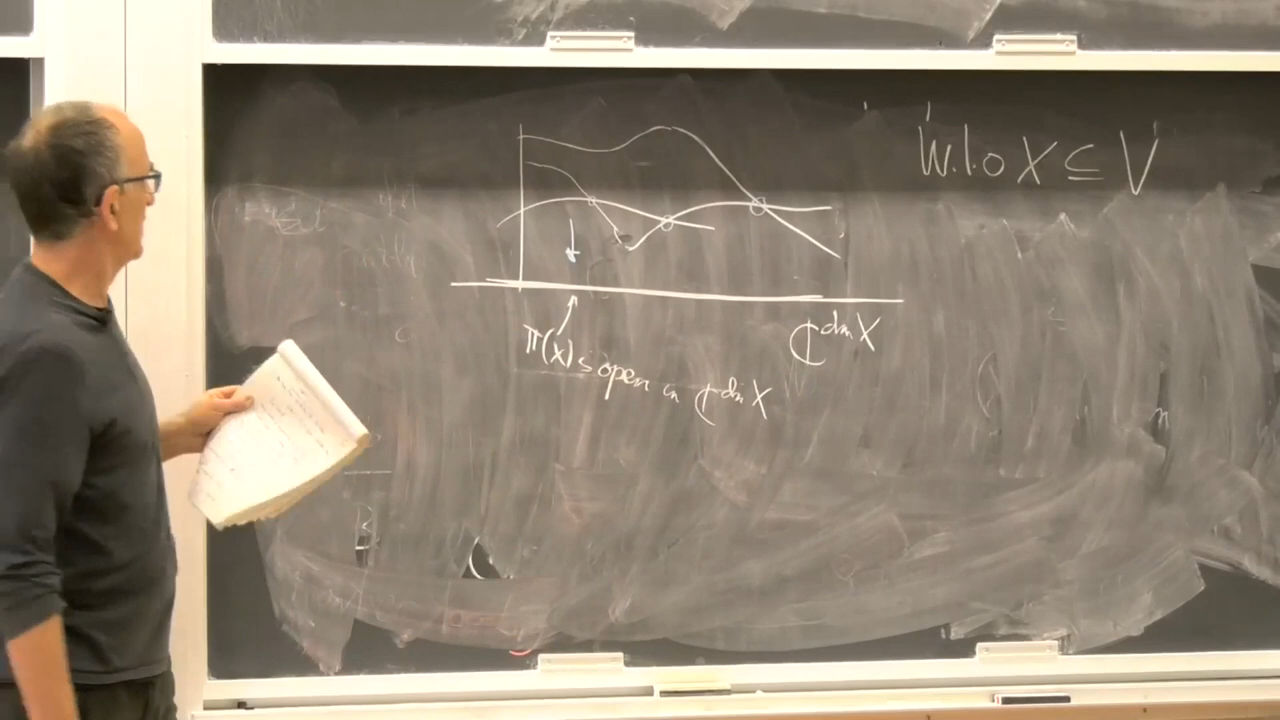 W.l.o X ⊆ V
ℂ^dim X
π(X) is open in ℂ^dim X